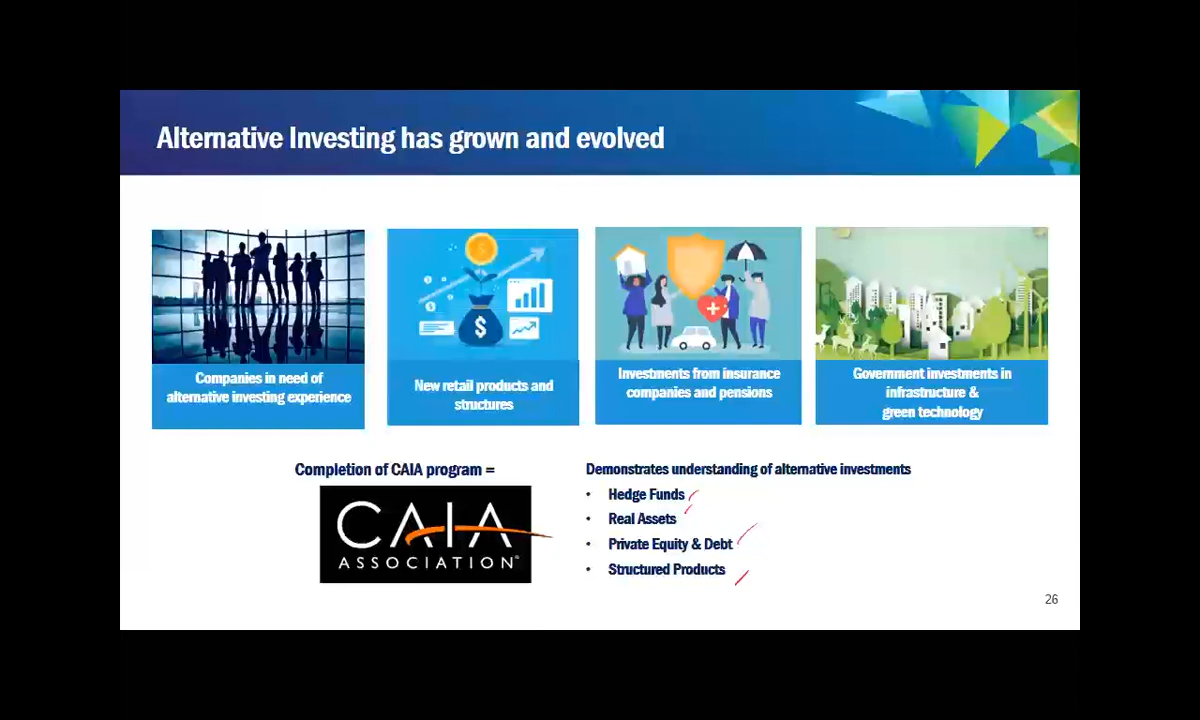 Alternative Investing has grown and evolved
$
$
Companies in need of
alternative investing experience
New retail products and
structures
Investments from insurance
companies and pensions
Government investments in
infrastructure &
green technology
Completion of CAIA program =
CAIA
ASSOCIATION®
Demonstrates understanding of alternative investments
• Hedge Funds
• Real Assets
• Private Equity & Debt
• Structured Products
26